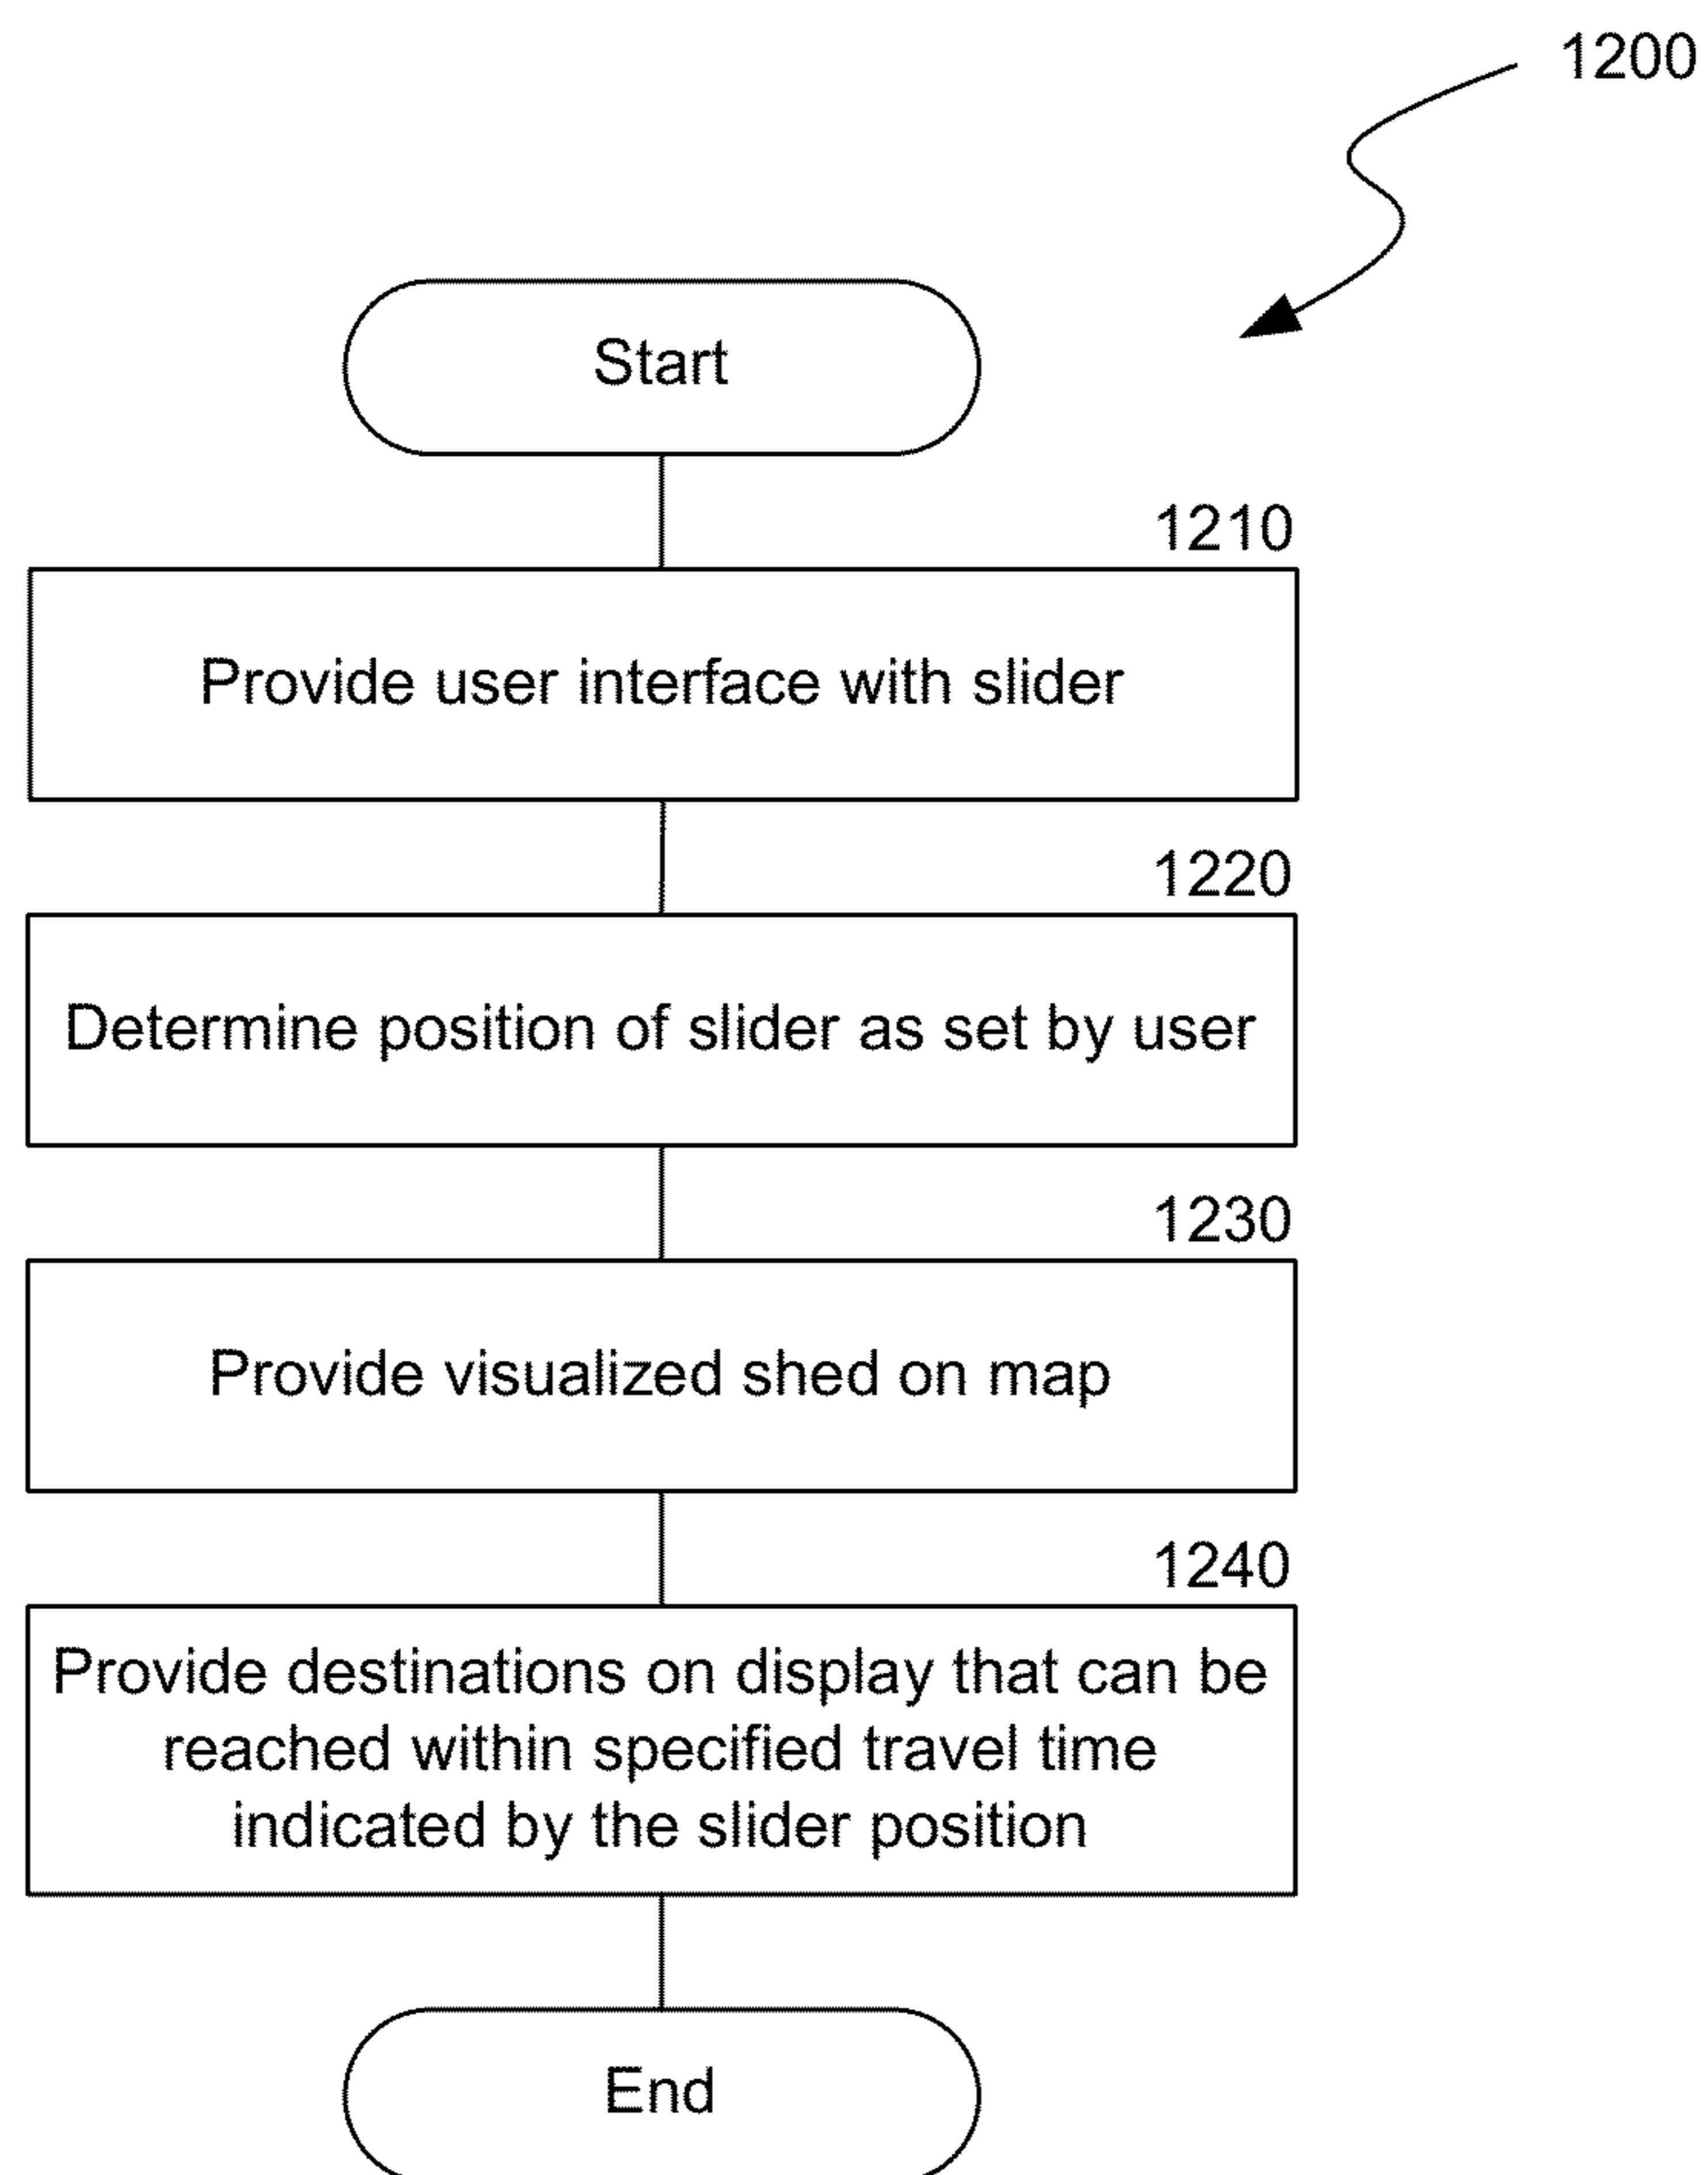 1200
Start
1210
Provide user interface with slider
1220
Determine position of slider as set by user
1230
Provide visualized shed on map
1240
Provide destinations on display that can be
reached within specified travel time
indicated by the slider position
End